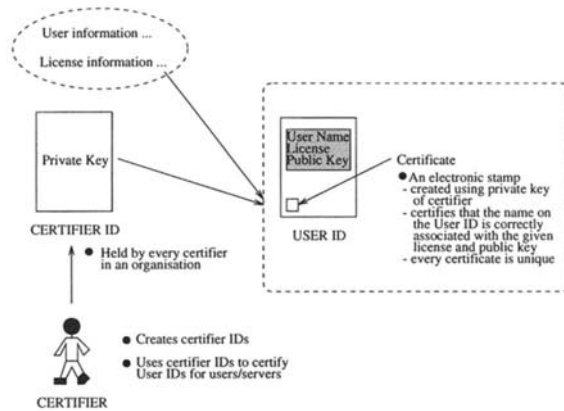 User information ...
License information ...
Private Key
CERTIFIER ID
● Held by every certifier
in an organisation
User Name
License
Public Key
USER ID
Certificate
● An electronic stamp
- created using private key
of certifier
- certifies that the name on
the User ID is correctly
associated with the given
license and public key
- every certificate is unique
● Creates certifier IDs
● Uses certifier IDs to certify
User IDs for users/servers
CERTIFIER